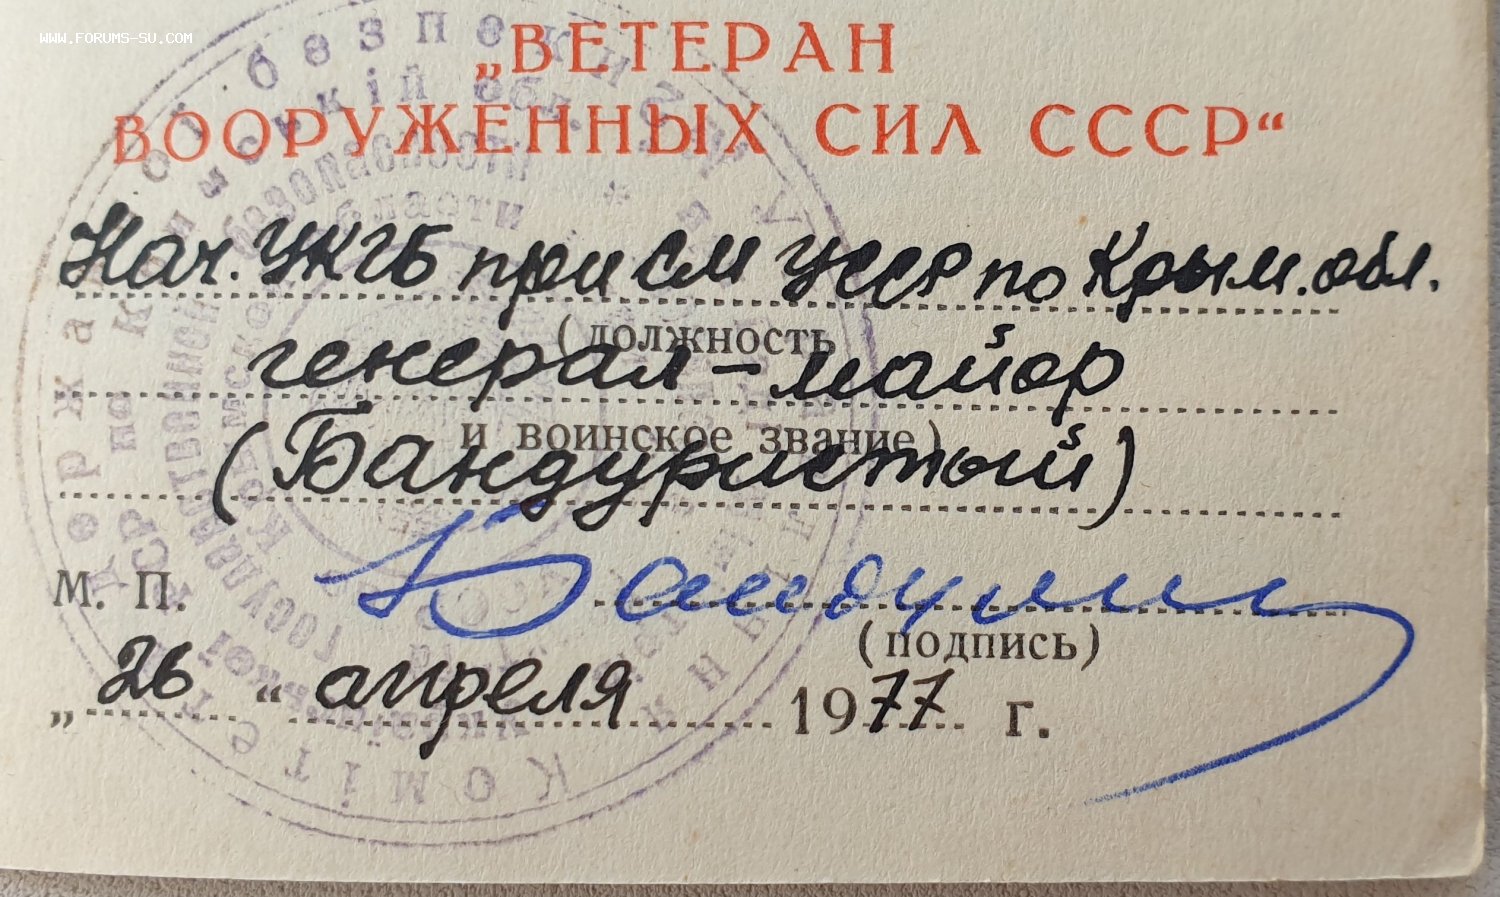 WWW.FORUMS-SU.COM
„ВЕТЕРАН
ВООРУЖЕННЫХ СИЛ СССР“
Нач. УКГБ при СМ УССР по Крым. обл.
(должность
генерал-майор
и воинское звание)
(Бандуристый)
М. П.
(подпись)
„26“ апреля 1977 г.